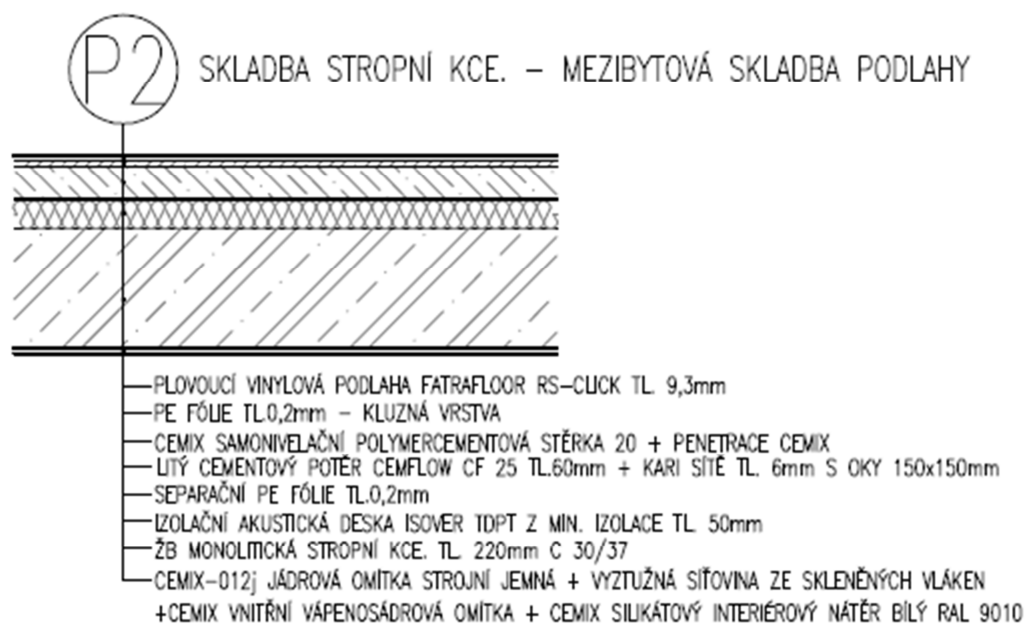 P2
SKLADBA STROPNÍ KCE. – MEZIBYTOVÁ SKLADBA PODLAHY
PLOVOUCÍ VINYLOVÁ PODLAHA FATRAFLOOR RS–CLICK TL. 9,3mm
PE FÓLIE TL.0,2mm – KLUZNÁ VRSTVA
CEMIX SAMONIVELAČNÍ POLYMERCEMENTOVÁ STĚRKA 20 + PENETRACE CEMIX
LITÝ CEMENTOVÝ POTĚR CEMFLOW CF 25 TL.60mm + KARI SÍTĚ TL. 6mm S OKY 150x150mm
SEPARAČNÍ PE FÓLIE TL.0,2mm
IZOLAČNÍ AKUSTICKÁ DESKA ISOVER TDPT Z MIN. IZOLACE TL. 50mm
ŽB MONOLITICKÁ STROPNÍ KCE. TL. 220mm C 30/37
CEMIX–012j JÁDROVÁ OMÍTKA STROJNÍ JEMNÁ + VYZTUŽNÁ SÍŤOVINA ZE SKLENĚNÝCH VLÁKEN
+CEMIX VNITŘNÍ VÁPENOSÁDROVÁ OMÍTKA + CEMIX SILIKÁTOVÝ INTERIÉROVÝ NÁTĚR BÍLÝ RAL 9010